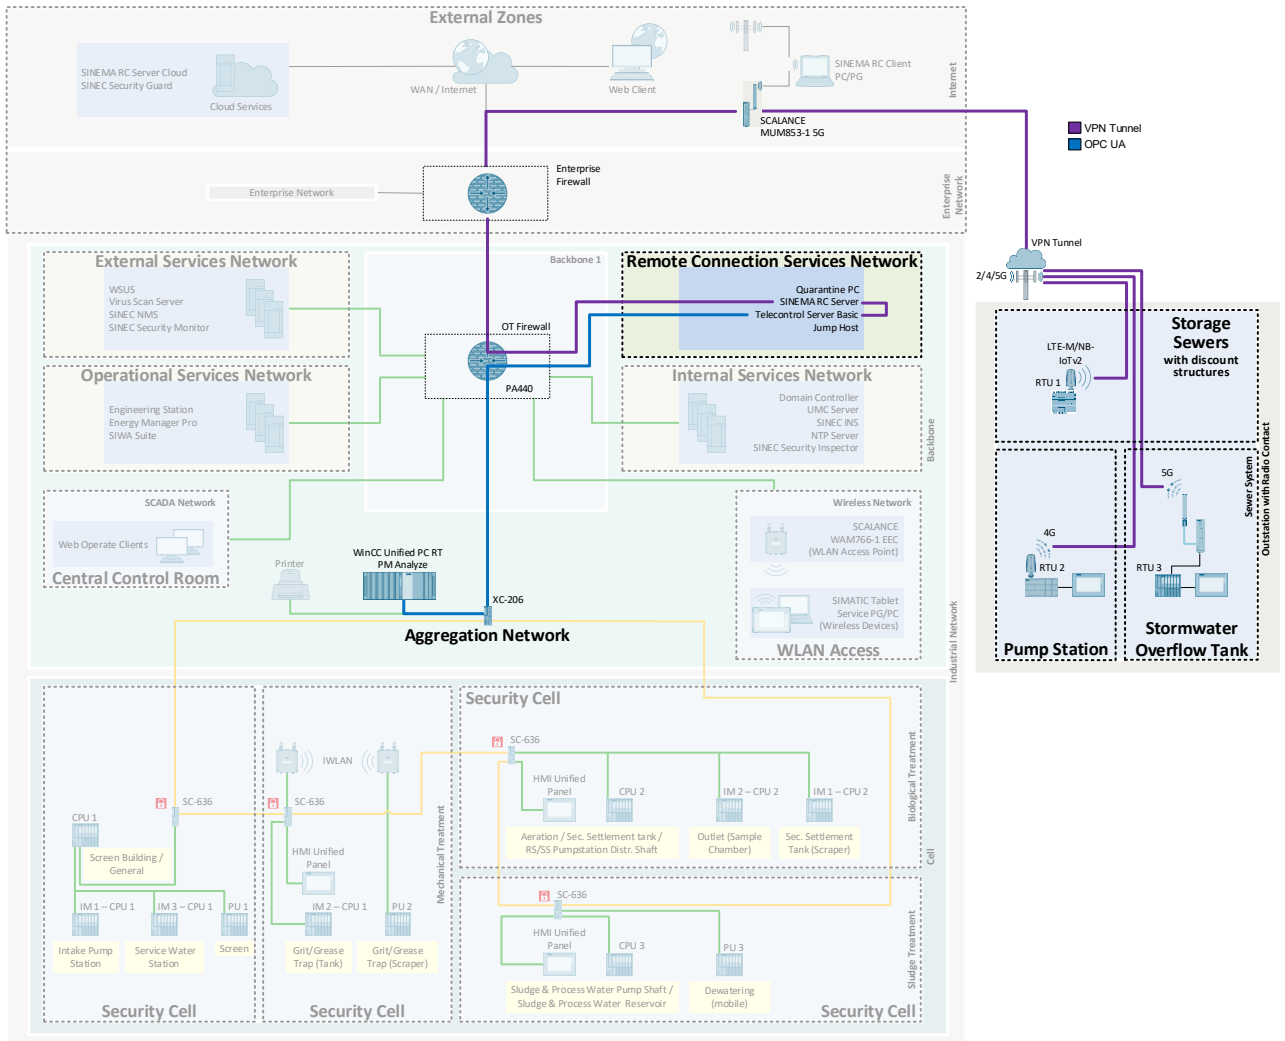 External Zones
SINEMA RC Server Cloud
SINEC Security Guard
Cloud Services
WAN / Internet
Web Client
SINEMA RC Client
PC/PG
SCALANCE
MUM853-1 5G
Internet
VPN Tunnel
OPC UA
Enterprise
Firewall
Enterprise Network
Enterprise
Network
VPN Tunnel
2/4/5G
External Services Network
WSUS
Virus Scan Server
SINEC NMS
SINEC Security Monitor
Backbone 1
Remote Connection Services Network
Quarantine PC
SINEMA RC Server
Telecontrol Server Basic
Jump Host
OT Firewall
PA440
Operational Services Network
Engineering Station
Energy Manager Pro
SIWA Suite
Internal Services Network
Domain Controller
UMC Server
SINEC INS
NTP Server
SINEC Security Inspector
Backbone
Storage
Sewers
with discount
structures
LTE-M/NB-
IoTv2
RTU 1
5G
4G
RTU 2
RTU 3
Pump Station
Stormwater
Overflow Tank
Sewer System
Outstation with Radio Contact
SCADA Network
Web Operate Clients
Central Control Room
Printer
WinCC Unified PC RT
PM Analyze
XC-206
Aggregation Network
Wireless Network
SCALANCE
WAM766-1 EEC
(WLAN Access Point)
SIMATIC Tablet
Service PG/PC
(Wireless Devices)
WLAN Access
Industrial Network
SC-636
CPU 1
Screen Building /
General
IM 1 – CPU 1
IM 3 – CPU 1
PU 1
Intake Pump
Station
Service Water
Station
Screen
Security Cell
IWLAN
SC-636
HMI Unified
Panel
IM 2 – CPU 1
PU 2
Grit/Grease
Trap (Tank)
Grit/Grease
Trap (Scraper)
Mechanical Treatment
Security Cell
Security Cell
SC-636
HMI Unified
Panel
CPU 2
IM 2 – CPU 2
IM 1 – CPU 2
Aeration / Sec. Settlement tank /
RS/SS Pumpstation Distr. Shaft
Outlet (Sample
Chamber)
Sec. Settlement
Tank (Scraper)
Biological Treatment
Cell
SC-636
HMI Unified
Panel
CPU 3
PU 3
Sludge & Process Water Pump Shaft /
Sludge & Process Water Reservoir
Dewatering
(mobile)
Sludge Treatment
Security Cell